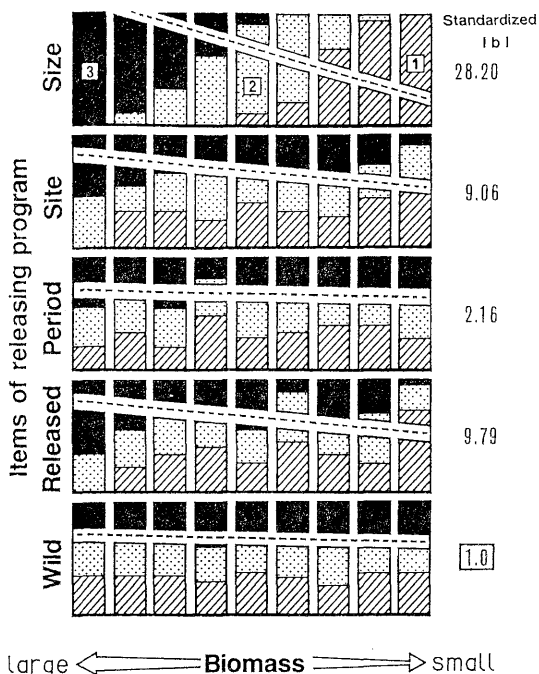 Standardized
|b|
Items of releasing program
Size
3
2
1
28.20
Site
9.06
Period
2.16
Released
9.79
Wild
1.0
large Biomass small